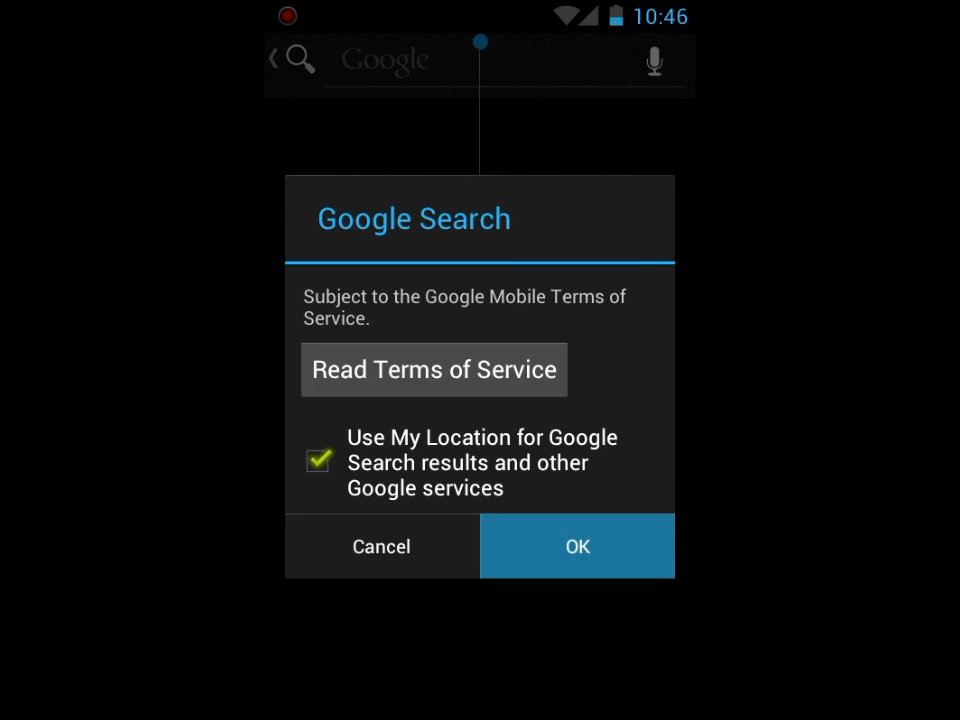 10:46
Google
Google Search
Subject to the Google Mobile Terms of
Service.
Read Terms of Service
Use My Location for Google
Search results and other
Google services
Cancel
OK